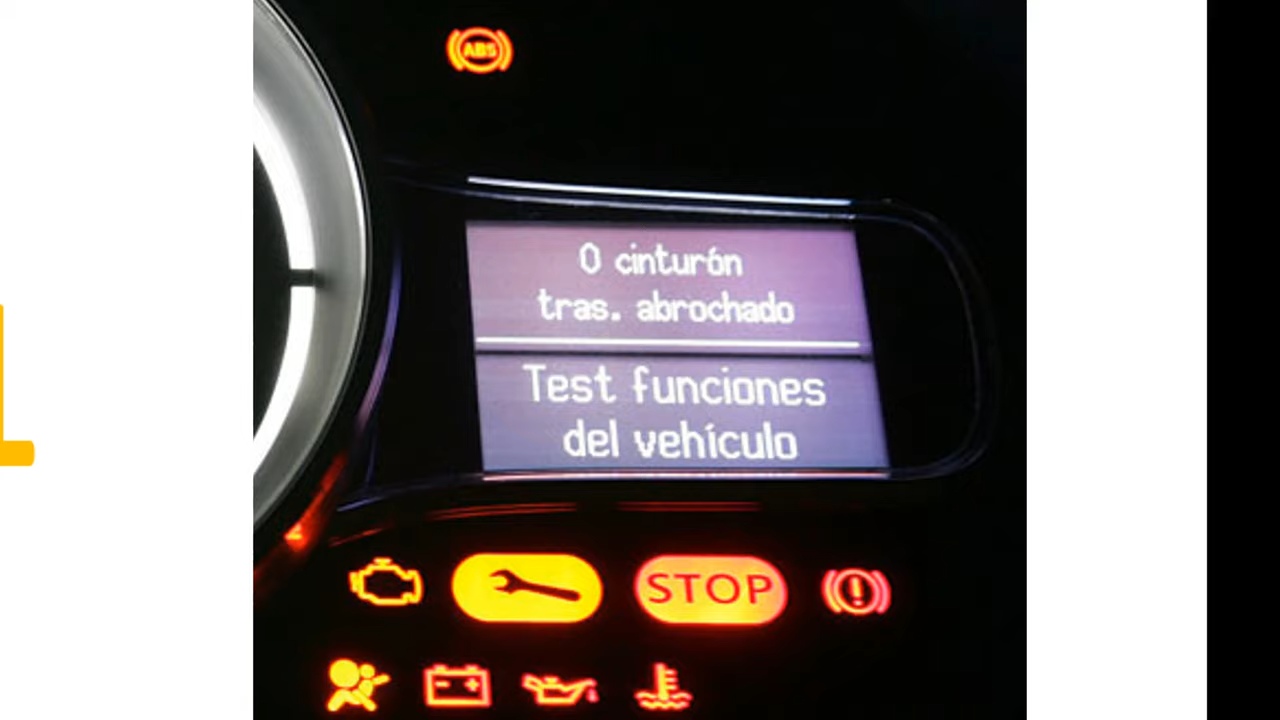 ABS
0 cinturón
tras. abrochado
Test funciones
del vehículo
STOP